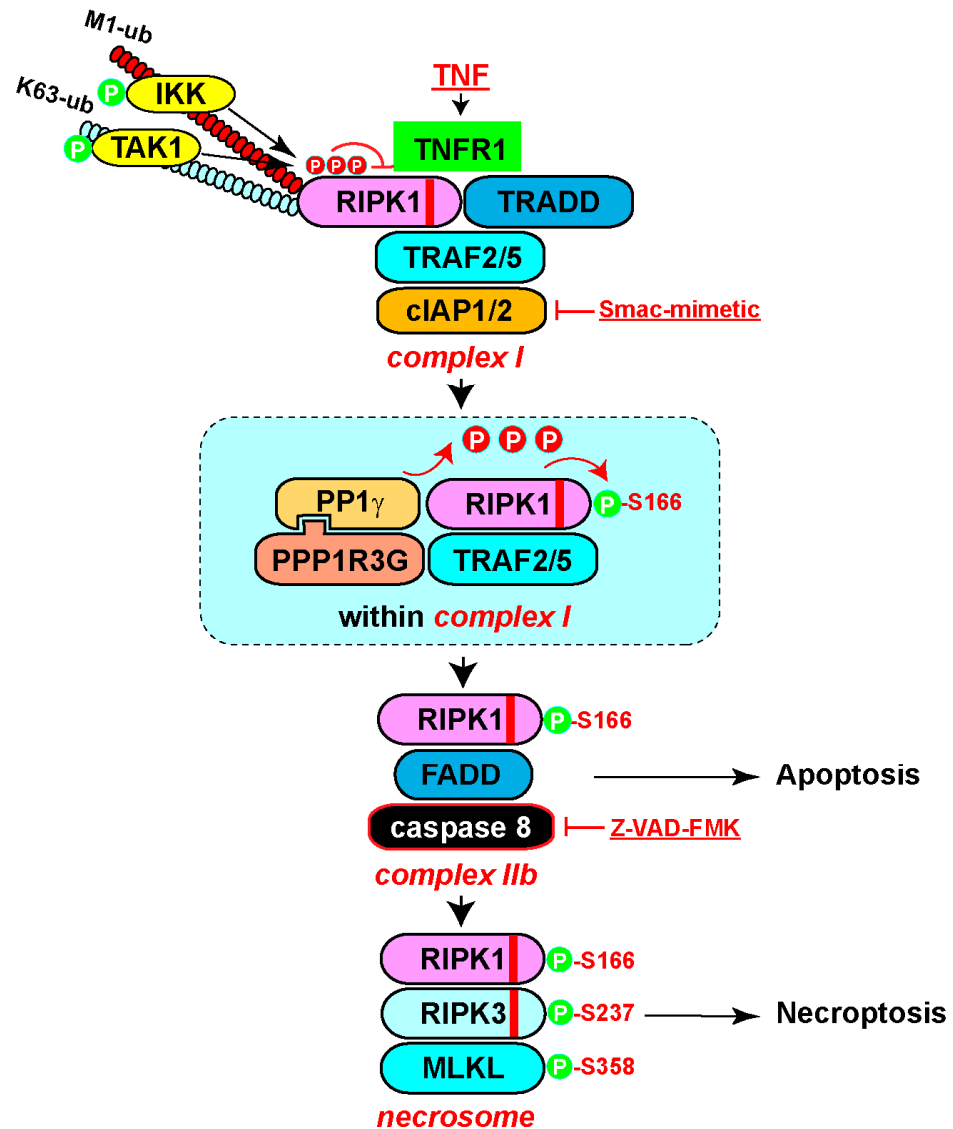 M1-ub
K63-ub
P IKK
P TAK1
TNF
TNFR1
P P P
RIPK1 TRADD
TRAF2/5
cIAP1/2 Smac-mimetic
complex I
P P P
PP1γ RIPK1 P-S166
PPP1R3G TRAF2/5
within complex I
RIPK1 P-S166
FADD Apoptosis
caspase 8 Z-VAD-FMK
complex IIb
RIPK1 P-S166
RIPK3 P-S237 Necroptosis
MLKL P-S358
necrosome